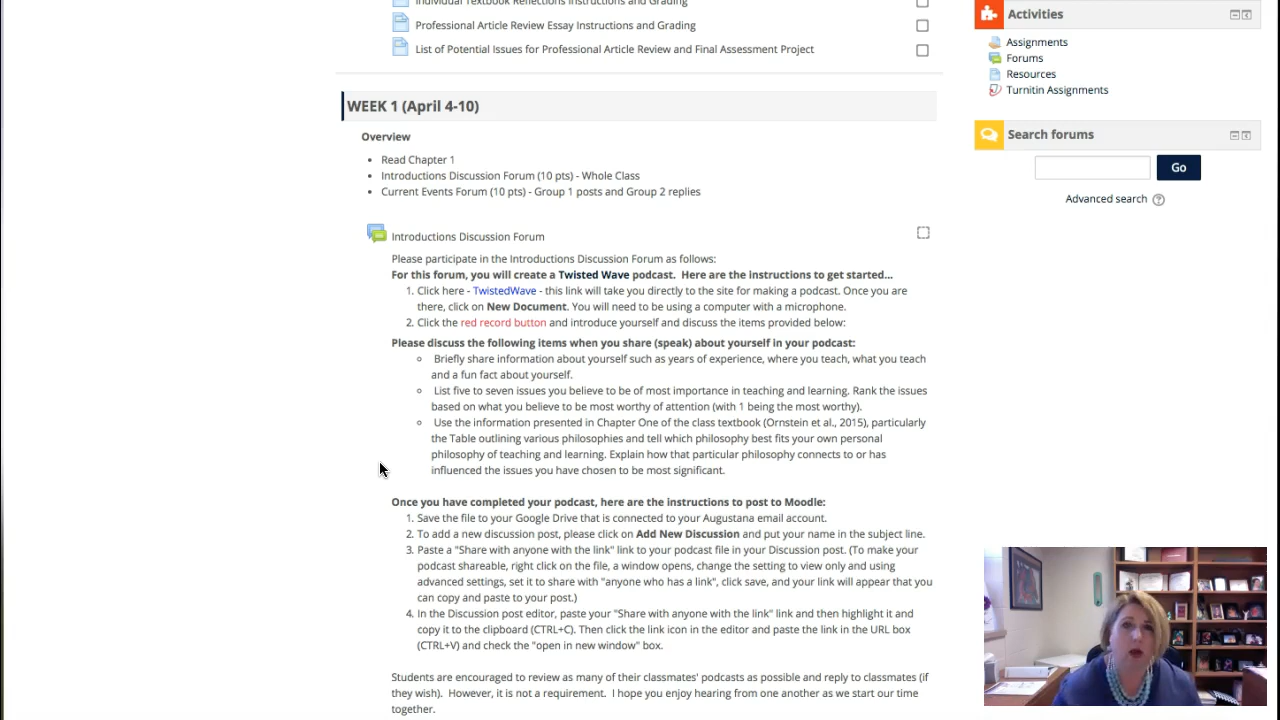 Individual Textbook Reflections Instructions and Grading
Professional Article Review Essay Instructions and Grading
List of Potential Issues for Professional Article Review and Final Assessment Project
WEEK 1 (April 4-10)
Overview
• Read Chapter 1
• Introductions Discussion Forum (10 pts) - Whole Class
• Current Events Forum (10 pts) - Group 1 posts and Group 2 replies
Introductions Discussion Forum
Please participate in the Introductions Discussion Forum as follows:
For this forum, you will create a Twisted Wave podcast. Here are the instructions to get started...
1. Click here - TwistedWave - this link will take you directly to the site for making a podcast. Once you are
there, click on New Document. You will need to be using a computer with a microphone.
2. Click the red record button and introduce yourself and discuss the items provided below:
Please discuss the following items when you share (speak) about yourself in your podcast:
Briefly share information about yourself such as years of experience, where you teach, what you teach
and a fun fact about yourself.
List five to seven issues you believe to be of most importance in teaching and learning. Rank the issues
based on what you believe to be most worthy of attention (with 1 being the most worthy).
Use the information presented in Chapter One of the class textbook (Ornstein et al., 2015), particularly
the Table outlining various philosophies and tell which philosophy best fits your own personal
philosophy of teaching and learning. Explain how that particular philosophy connects to or has
influenced the issues you have chosen to be most significant.
Once you have completed your podcast, here are the instructions to post to Moodle:
1. Save the file to your Google Drive that is connected to your Augustana email account.
2. To add a new discussion post, please click on Add New Discussion and put your name in the subject line.
3. Paste a "Share with anyone with the link" link to your podcast file in your Discussion post. (To make your
podcast shareable, right click on the file, a window opens, change the setting to view only and using
advanced settings, set it to share with "anyone who has a link", click save, and your link will appear that you
can copy and paste to your post.)
4. In the Discussion post editor, paste your "Share with anyone with the link" link and then highlight it and
copy it to the clipboard (CTRL+C). Then click the link icon in the editor and paste the link in the URL box
(CTRL+V) and check the "open in new window" box.
Students are encouraged to review as many of their classmates' podcasts as possible and reply to classmates (if
they wish). However, it is not a requirement. I hope you enjoy hearing from one another as we start our time
together.
Activities
Assignments
Forums
Resources
Turnitin Assignments
Search forums
Go
Advanced search